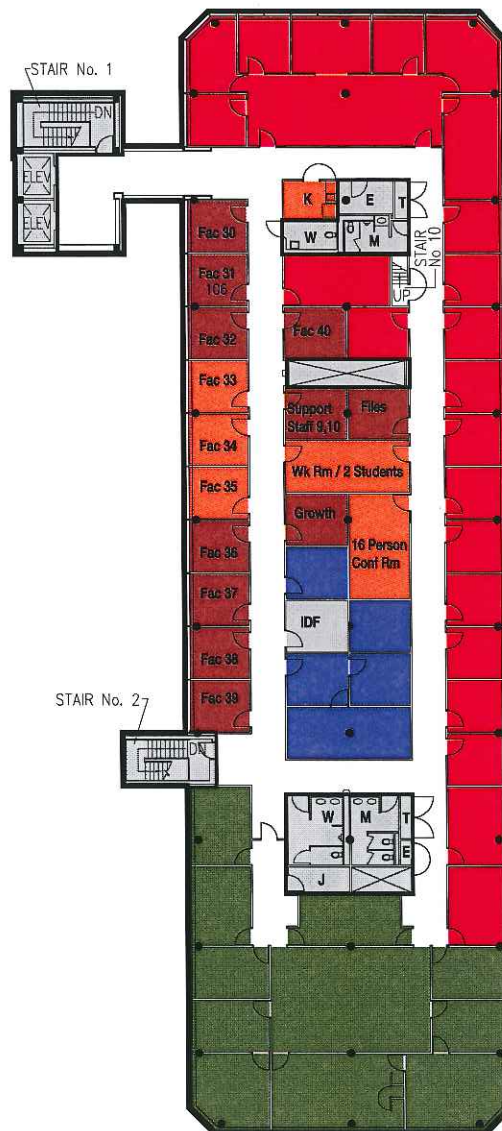 STAIR No. 1
DN
ELEV
ELEV
K
E
T
W
M
STAIR
No 10
UP
Fac 30
Fac 31
106
Fac 32
Fac 40
Fac 33
Support
Staff 9,10
Files
Fac 34
Wk Rm / 2 Students
Fac 35
Growth
Fac 36
16 Person
Conf Rm
Fac 37
IDF
Fac 38
Fac 39
STAIR No. 2
DN
W
M
T
E
J